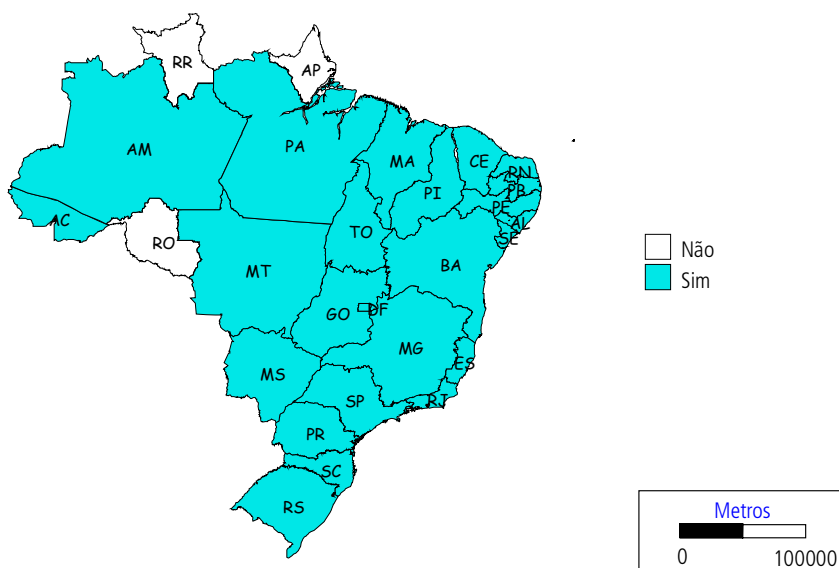 RR
AP
AM
PA
MA
CE
RN
PB
PI
PE
AC
AL
TO
SE
RO
BA
MT
GO
DF
MG
ES
MS
SP
RJ
PR
SC
RS
Não
Sim
Metros
0 100000